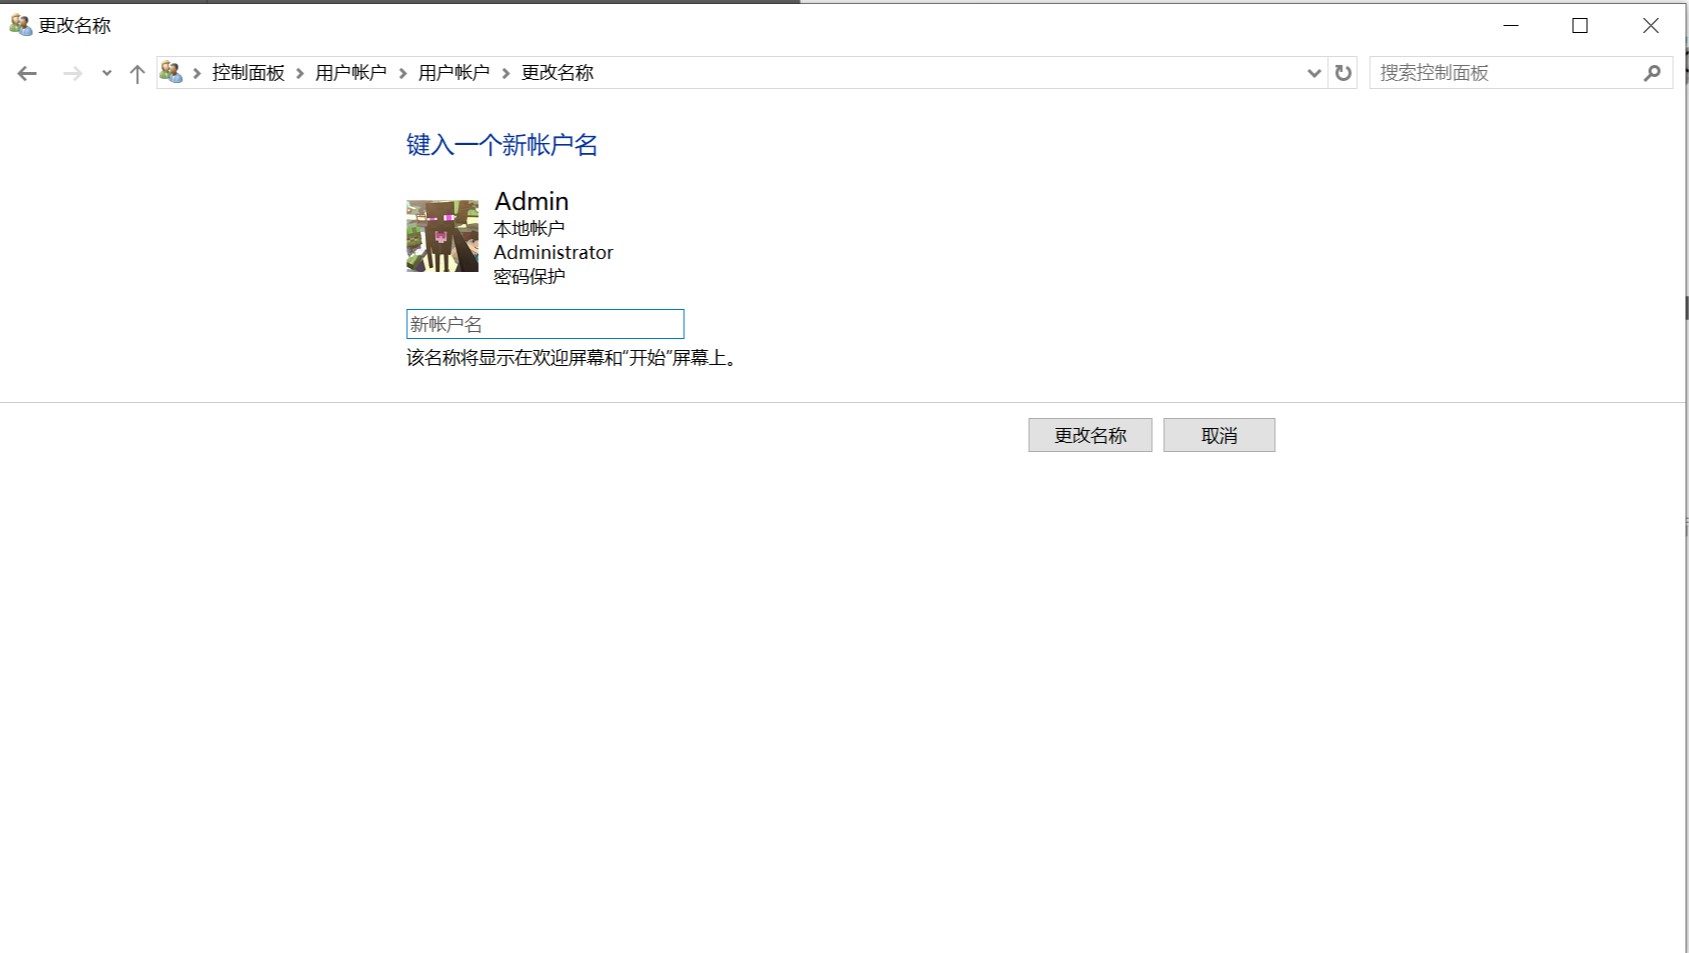 更改名称
控制面板 用户帐户 用户帐户 更改名称
搜索控制面板
键入一个新帐户名
Admin
本地帐户
Administrator
密码保护
新帐户名
该名称将显示在欢迎屏幕和“开始”屏幕上。
更改名称 取消